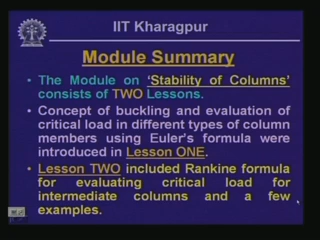 IIT Kharagpur
Module Summary
• The Module on ‘Stability of Columns’
consists of TWO Lessons.
• Concept of buckling and evaluation of
critical load in different types of column
members using Euler’s formula were
introduced in Lesson ONE.
• Lesson TWO included Rankine formula
for evaluating critical load for
intermediate columns and a few
examples.